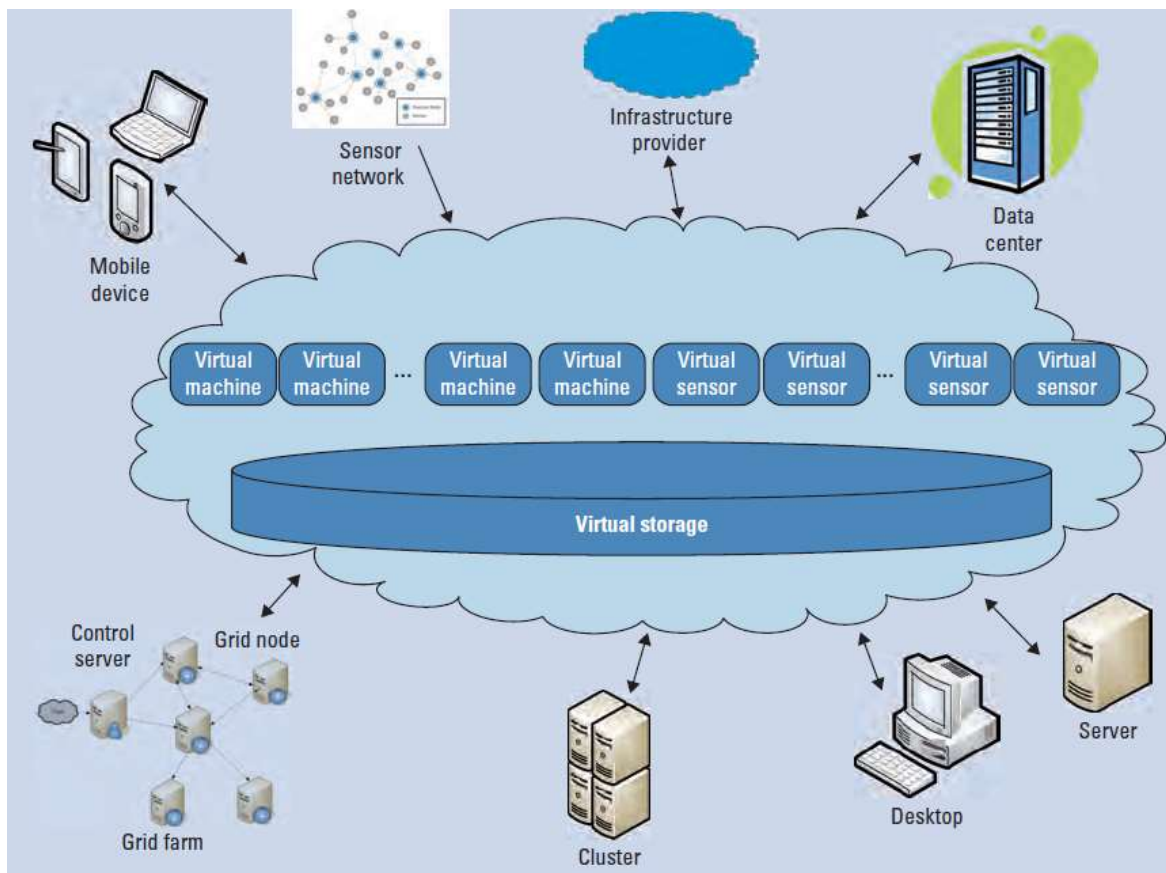 Sensor
network
Infrastructure
provider
Data
center
Mobile
device
Virtual
machine
Virtual
machine
...
Virtual
machine
Virtual
machine
Virtual
sensor
Virtual
sensor
...
Virtual
sensor
Virtual
sensor
Virtual storage
Control
server
Grid node
Grid farm
Cluster
Desktop
Server